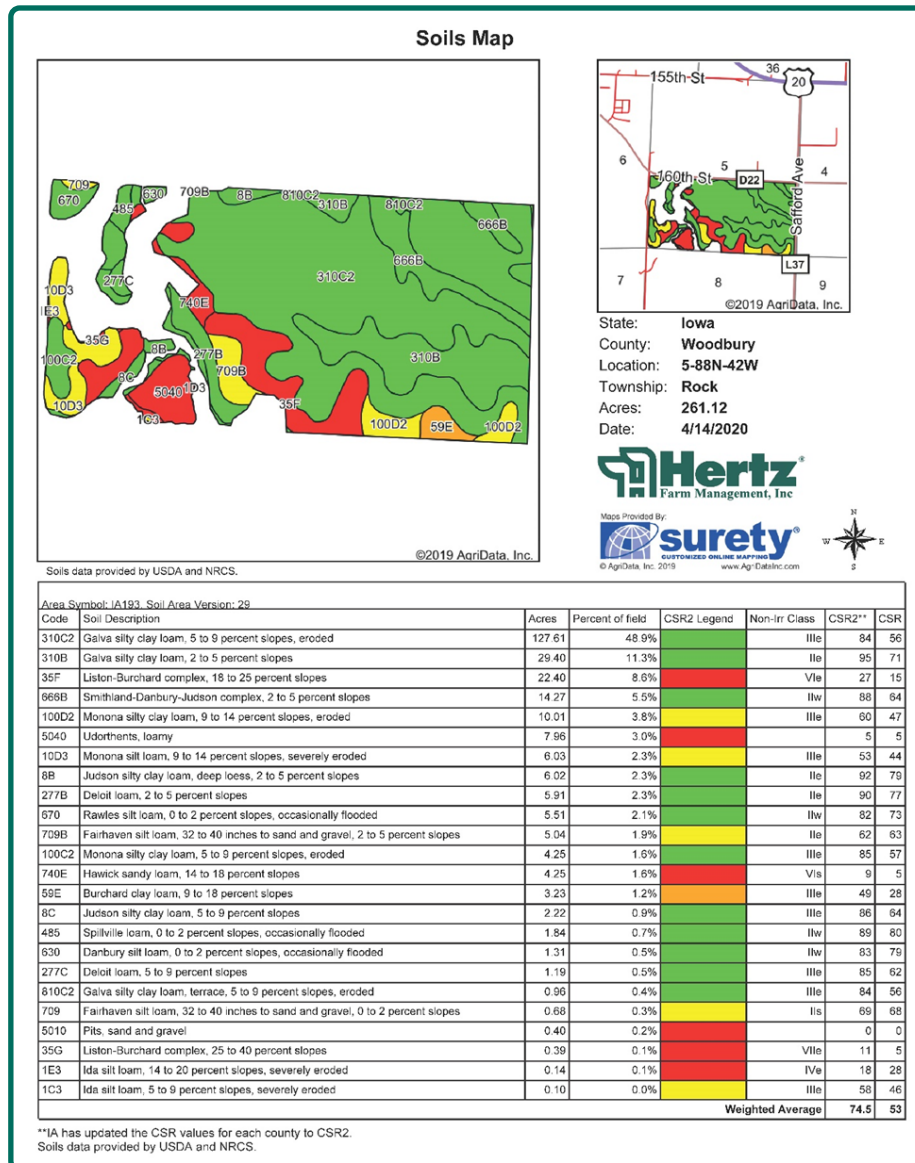 Soils Map
709
670
630
485
709B
8B
810C2
310B
810C2
666B
666B
277C
310C2
10D3
1E3
740E
35G
8B
277B
310B
100C2
709B
8C
1D3
5040
10D3
35F
1C3
100D2
59E
100D2
©2019 AgriData, Inc.
Soils data provided by USDA and NRCS.
36
155th St
20
6
5
4
160th St
D22
Safford Ave
L37
7
8
9
©2019 AgriData, Inc.
State: Iowa
County: Woodbury
Location: 5-88N-42W
Township: Rock
Acres: 261.12
Date: 4/14/2020
Hertz®
Farm Management, Inc
Maps Provided By:
surety®
CUSTOMIZED ONLINE MAPPING
© AgriData, Inc. 2019 www.AgriDataInc.com
N
W E
S
Area Symbol: IA193, Soil Area Version: 29
Code Soil Description Acres Percent of field CSR2 Legend Non-Irr Class CSR2** CSR
310C2 Galva silty clay loam, 5 to 9 percent slopes, eroded 127.61 48.9% IIIe 84 56
310B Galva silty clay loam, 2 to 5 percent slopes 29.40 11.3% IIe 95 71
35F Liston-Burchard complex, 18 to 25 percent slopes 22.40 8.6% VIe 27 15
666B Smithland-Danbury-Judson complex, 2 to 5 percent slopes 14.27 5.5% IIw 88 64
100D2 Monona silty clay loam, 9 to 14 percent slopes, eroded 10.01 3.8% IIIe 60 47
5040 Udorthents, loamy 7.96 3.0% 5 5
10D3 Monona silt loam, 9 to 14 percent slopes, severely eroded 6.03 2.3% IIIe 53 44
8B Judson silty clay loam, deep loess, 2 to 5 percent slopes 6.02 2.3% IIe 92 79
277B Deloit loam, 2 to 5 percent slopes 5.91 2.3% IIe 90 77
670 Rawles silt loam, 0 to 2 percent slopes, occasionally flooded 5.51 2.1% IIw 82 73
709B Fairhaven silt loam, 32 to 40 inches to sand and gravel, 2 to 5 percent slopes 5.04 1.9% IIe 62 63
100C2 Monona silty clay loam, 5 to 9 percent slopes, eroded 4.25 1.6% IIIe 85 57
740E Hawick sandy loam, 14 to 18 percent slopes 4.25 1.6% VIs 9 5
59E Burchard clay loam, 9 to 18 percent slopes 3.23 1.2% IIIe 49 28
8C Judson silty clay loam, 5 to 9 percent slopes 2.22 0.9% IIIe 86 64
485 Spillville loam, 0 to 2 percent slopes, occasionally flooded 1.84 0.7% IIw 89 80
630 Danbury silt loam, 0 to 2 percent slopes, occasionally flooded 1.31 0.5% IIw 83 79
277C Deloit loam, 5 to 9 percent slopes 1.19 0.5% IIIe 85 62
810C2 Galva silty clay loam, terrace, 5 to 9 percent slopes, eroded 0.96 0.4% IIIe 84 56
709 Fairhaven silt loam, 32 to 40 inches to sand and gravel, 0 to 2 percent slopes 0.68 0.3% IIs 69 68
5010 Pits, sand and gravel 0.40 0.2% 0 0
35G Liston-Burchard complex, 25 to 40 percent slopes 0.39 0.1% VIIe 11 5
1E3 Ida silt loam, 14 to 20 percent slopes, severely eroded 0.14 0.1% IVe 18 28
1C3 Ida silt loam, 5 to 9 percent slopes, severely eroded 0.10 0.0% IIIe 58 46
Weighted Average 74.5 53
**IA has updated the CSR values for each county to CSR2.
Soils data provided by USDA and NRCS.